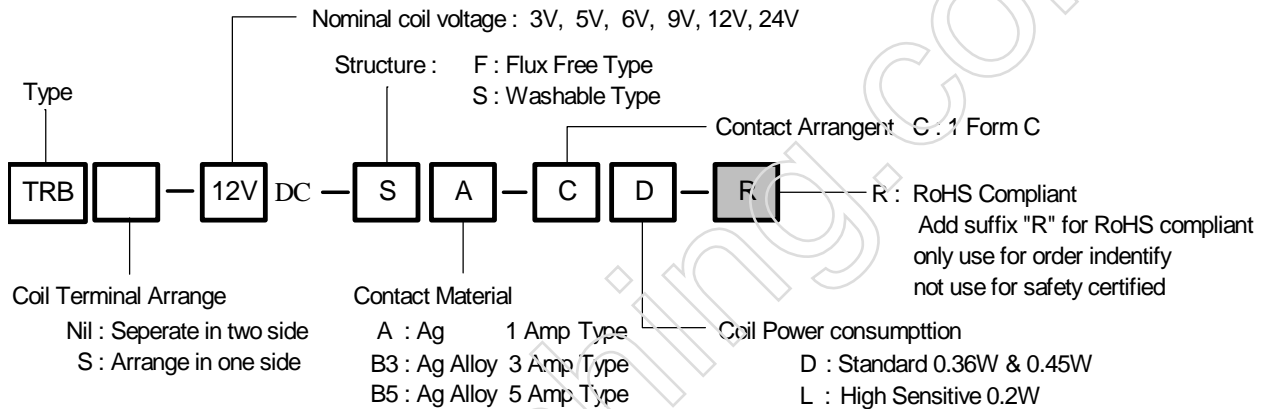 Nominal coil voltage : 3V, 5V, 6V, 9V, 12V, 24V
Structure : F : Flux Free Type
S : Washable Type
Type
Contact Arrangent C : 1 Form C
TRB — 12V DC — S A — C D — R
R : RoHS Compliant
Add suffix "R" for RoHS compliant
only use for order indentify
not use for safety certified
Coil Terminal Arrange
Nil : Seperate in two side
S : Arrange in one side
Contact Material
A : Ag 1 Amp Type
B3 : Ag Alloy 3 Amp Type
B5 : Ag Alloy 5 Amp Type
Coil Power consumpttion
D : Standard 0.36W & 0.45W
L : High Sensitive 0.2W
hing.co